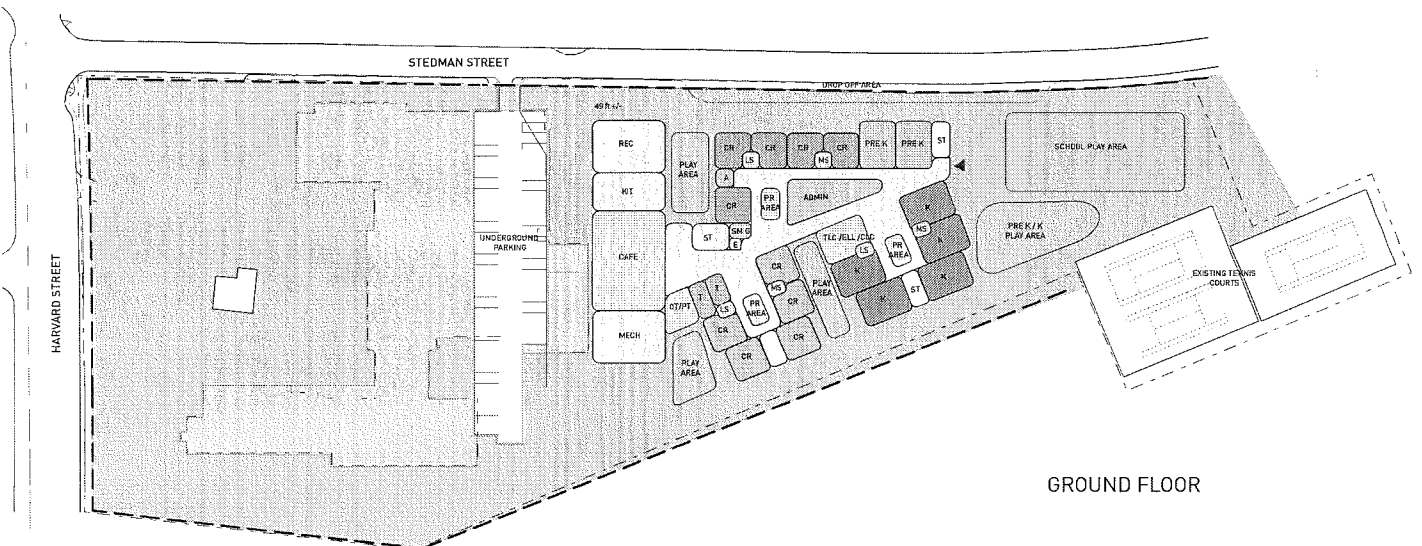 STEDMAN STREET
DROP OFF AREA
49 ft +/-
REC
KIT
CAFE
MECH
UNDERGROUND
PARKING
HARVARD STREET
PLAY
AREA
CR
CR
CR
CR
LS
MS
PRE K
PRE K
ST
SCHOOL PLAY AREA
A
CR
PR
AREA
ADMIN
K
MS
PRE K / K
PLAY AREA
ST
SM G
E
TLC /ELL /CLC
LS
PR
AREA
K
K
ST
K
CR
MS
CR
PLAY
AREA
OT/PT
T
T
LS
PR
AREA
CR
CR
CR
PLAY
AREA
EXISTING TENNIS
COURTS
GROUND FLOOR